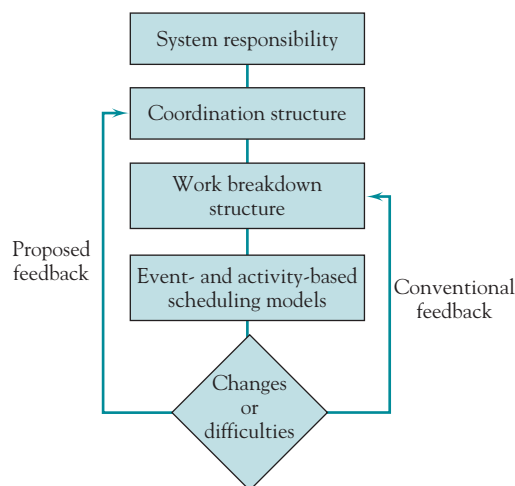 System responsibility
Coordination structure
Work breakdown
structure
Proposed
feedback
Event- and activity-based
scheduling models
Conventional
feedback
Changes
or
difficulties